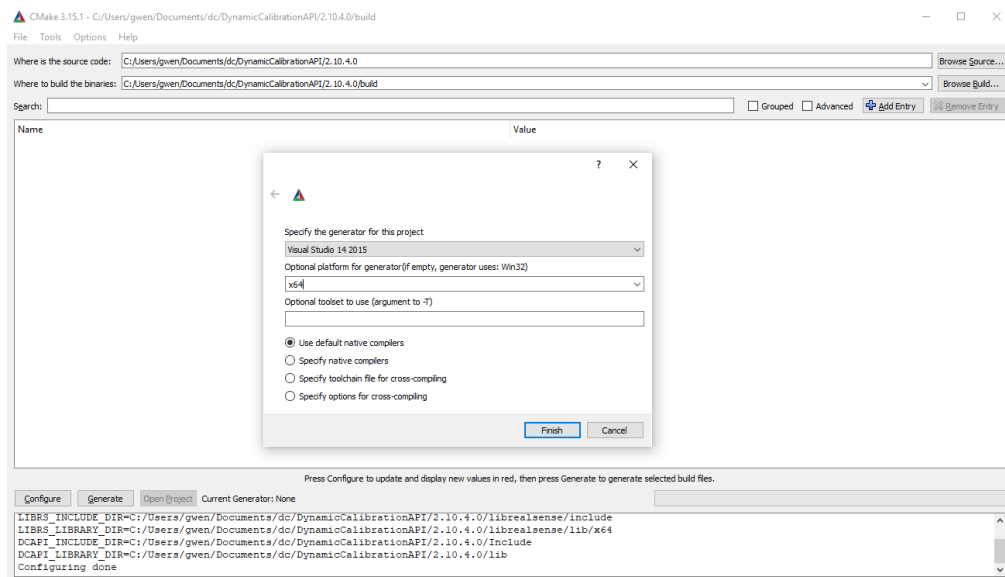 CMake 3.15.1 - C:/Users/gwen/Documents/dc/DynamicCalibrationAPI/2.10.4.0/build
File Tools Options Help
Where is the source code: C:/Users/gwen/Documents/dc/DynamicCalibrationAPI/2.10.4.0 Browse Source...
Where to build the binaries: C:/Users/gwen/Documents/dc/DynamicCalibrationAPI/2.10.4.0/build Browse Build...
Search: Grouped Advanced Add Entry Remove Entry
Name Value
?
Specify the generator for this project
Visual Studio 14 2015
Optional platform for generator(if empty, generator uses: Win32)
x64
Optional toolset to use (argument to -T)
Use default native compilers
Specify native compilers
Specify toolchain file for cross-compiling
Specify options for cross-compiling
Finish Cancel
Press Configure to update and display new values in red, then press Generate to generate selected build files.
Configure Generate Open Project Current Generator: None
LIBRS_INCLUDE_DIR=C:/Users/gwen/Documents/dc/DynamicCalibrationAPI/2.10.4.0/librealsense/include
LIBRS_LIBRARY_DIR=C:/Users/gwen/Documents/dc/DynamicCalibrationAPI/2.10.4.0/librealsense/lib/x64
DCAPI_INCLUDE_DIR=C:/Users/gwen/Documents/dc/DynamicCalibrationAPI/2.10.4.0/Include
DCAPI_LIBRARY_DIR=C:/Users/gwen/Documents/dc/DynamicCalibrationAPI/2.10.4.0/lib
Configuring done